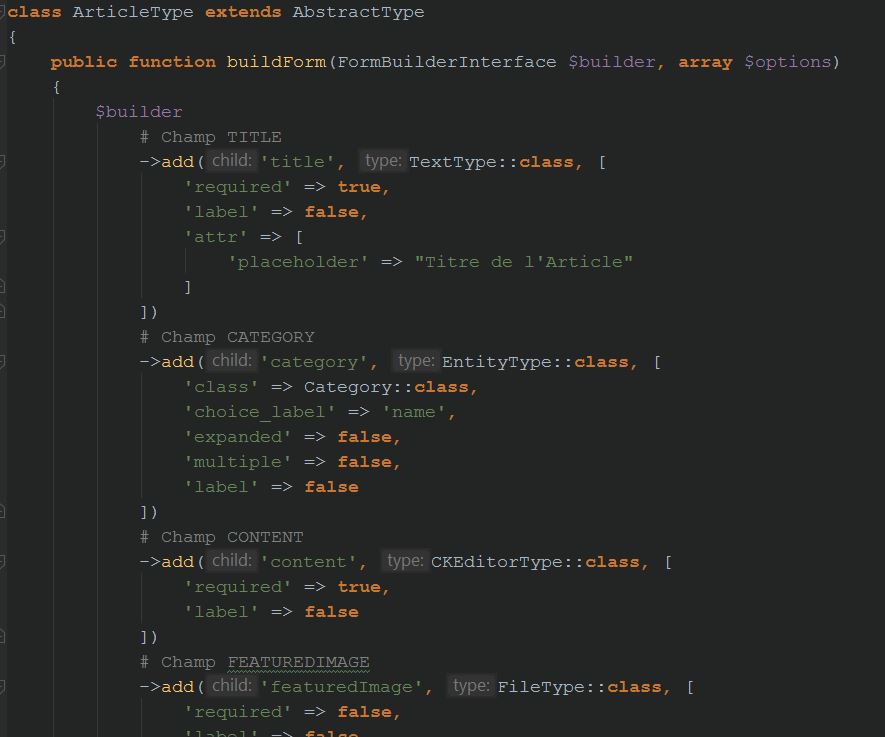 class ArticleType extends AbstractType
{
public function buildForm(FormBuilderInterface $builder, array $options)
{
$builder
# Champ TITLE
->add( child: 'title', type: TextType::class, [
'required' => true,
'label' => false,
'attr' => [
'placeholder' => "Titre de l'Article"
]
])
# Champ CATEGORY
->add( child: 'category', type: EntityType::class, [
'class' => Category::class,
'choice_label' => 'name',
'expanded' => false,
'multiple' => false,
'label' => false
])
# Champ CONTENT
->add( child: 'content', type: CKEditorType::class, [
'required' => true,
'label' => false
])
# Champ FEATUREDIMAGE
->add( child: 'featuredImage', type: FileType::class, [
'required' => false,
'label' => false